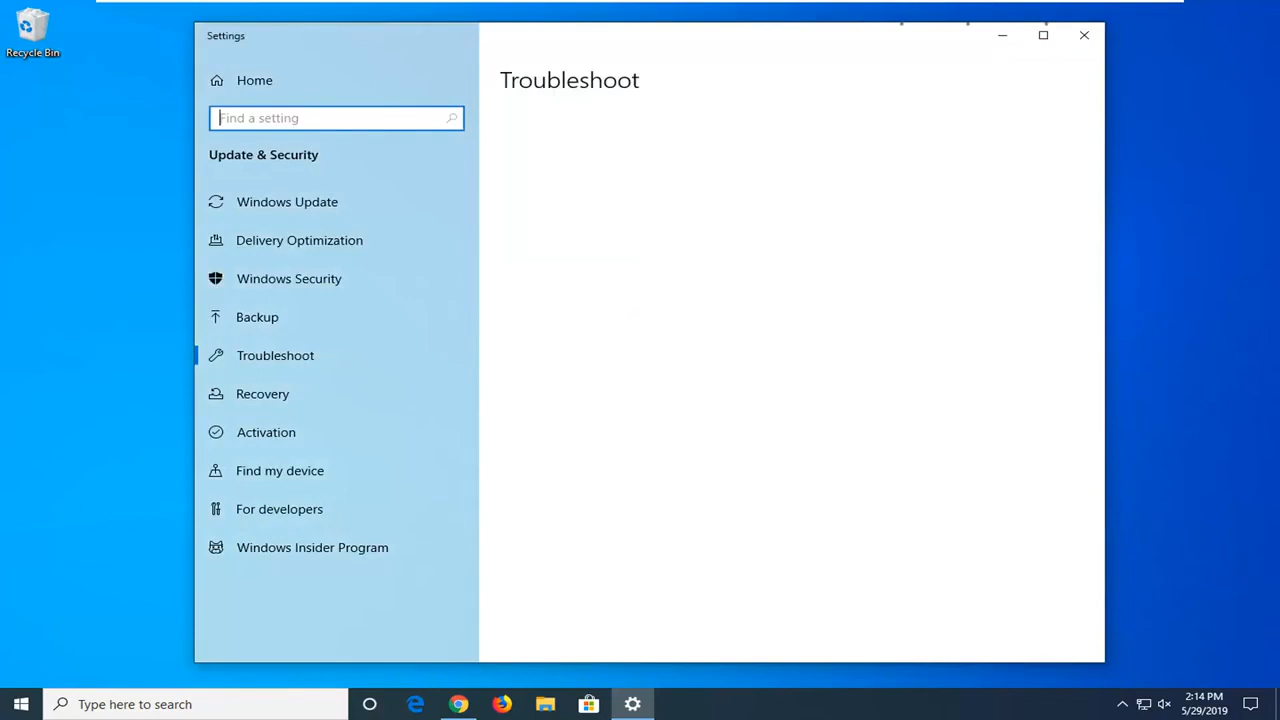 Recycle Bin
Settings
Home
Find a setting
Update & Security
Windows Update
Delivery Optimization
Windows Security
Backup
Troubleshoot
Recovery
Activation
Find my device
For developers
Windows Insider Program
Troubleshoot
Type here to search
2:14 PM
5/29/2019